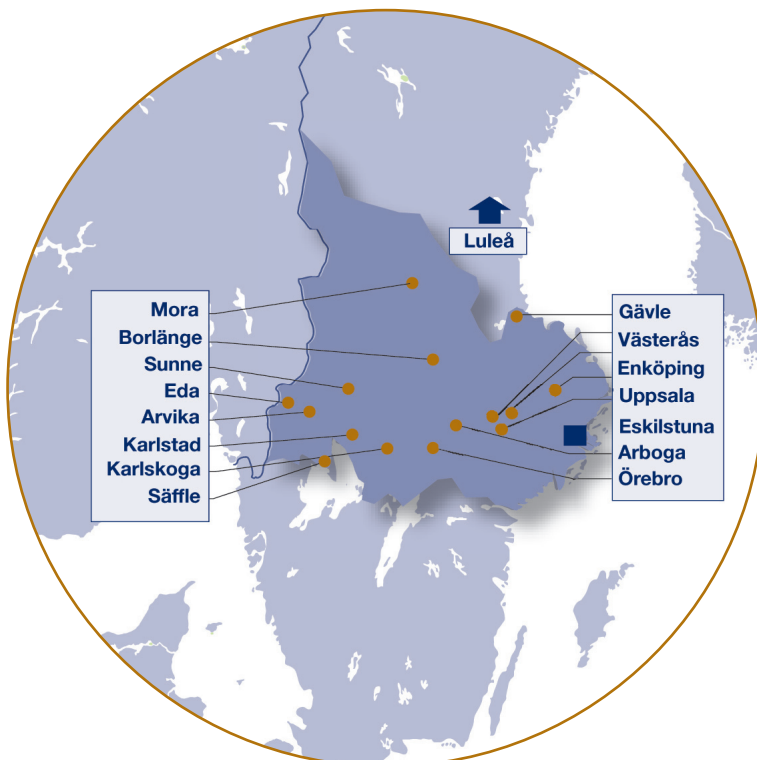 Luleå
Mora
Borlänge
Sunne
Eda
Arvika
Karlstad
Karlskoga
Säffle
Gävle
Västerås
Enköping
Uppsala
Eskilstuna
Arboga
Örebro